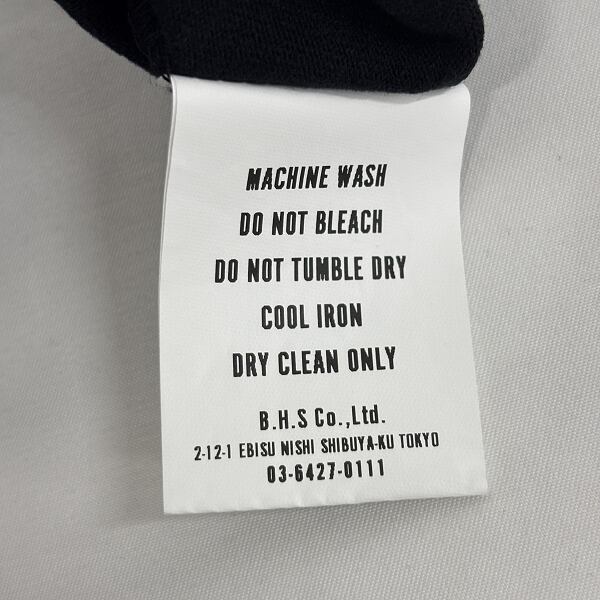 MACHINE WASH
DO NOT BLEACH
DO NOT TUMBLE DRY
COOL IRON
DRY CLEAN ONLY
B.H.S Co.,Ltd.
2-12-1 EBISU NISHI SHIBUYA-KU TOKYO
03-6427-0111